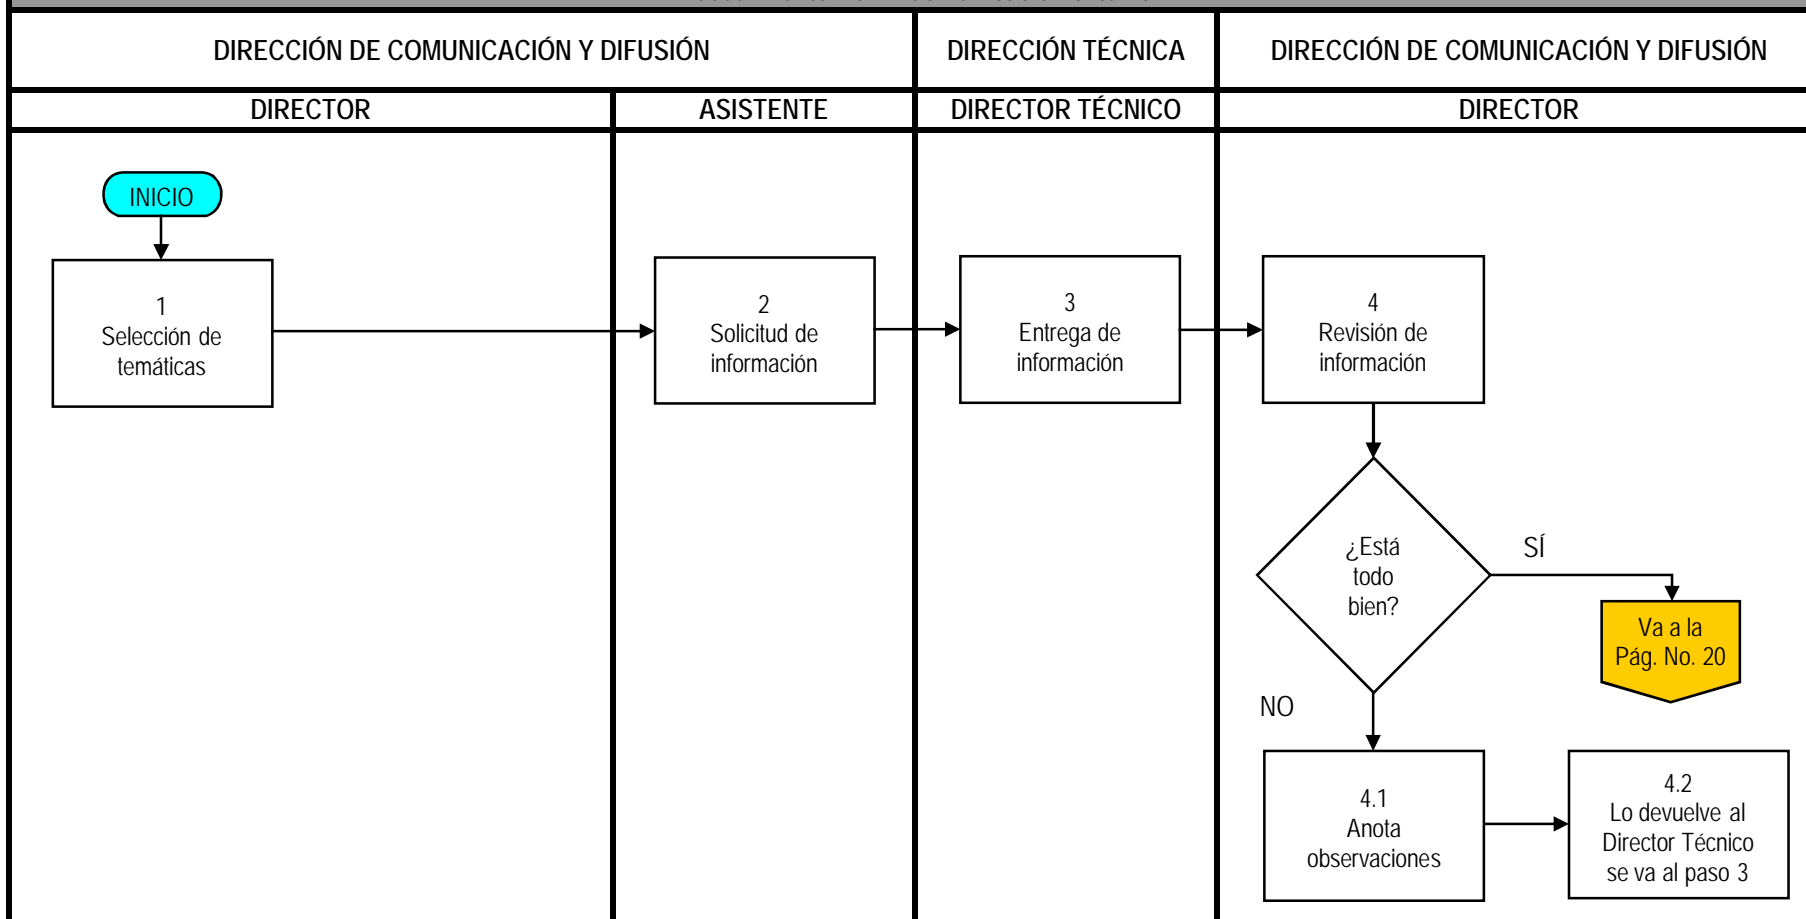 DIRECCIÓN DE COMUNICACIÓN Y DIFUSIÓN
DIRECCIÓN TÉCNICA
DIRECCIÓN DE COMUNICACIÓN Y DIFUSIÓN
DIRECTOR
ASISTENTE
DIRECTOR TÉCNICO
DIRECTOR
INICIO
1
Selección de
temáticas
2
Solicitud de
información
3
Entrega de
información
4
Revisión de
información
¿Está
todo
bien?
SÍ
Va a la
Pág. No. 20
NO
4.1
Anota
observaciones
4.2
Lo devuelve al
Director Técnico
se va al paso 3